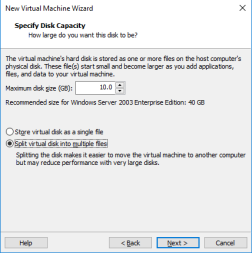 New Virtual Machine Wizard
Specify Disk Capacity
How large do you want this disk to be?
The virtual machine's hard disk is stored as one or more files on the host computer's
physical disk. These file(s) start small and become larger as you add applications,
files, and data to your virtual machine.
Maximum disk size (GB): 10.0
Recommended size for Windows Server 2003 Enterprise Edition: 40 GB
Store virtual disk as a single file
Split virtual disk into multiple files
Splitting the disk makes it easier to move the virtual machine to another computer
but may reduce performance with very large disks.
Help < Back Next > Cancel